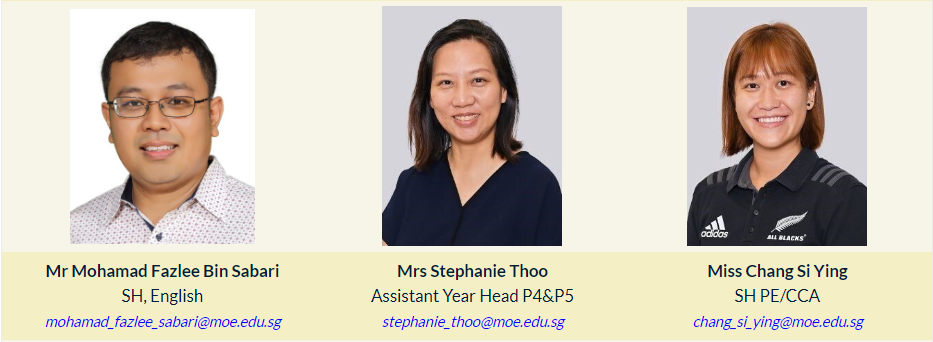 adidas
ALL BLACKS
Mr Mohamad Fazlee Bin Sabari
SH, English
mohamad_fazlee_sabari@moe.edu.sg
Mrs Stephanie Thoo
Assistant Year Head P4&P5
stephanie_thoo@moe.edu.sg
Miss Chang Si Ying
SH PE/CCA
chang_si_ying@moe.edu.sg